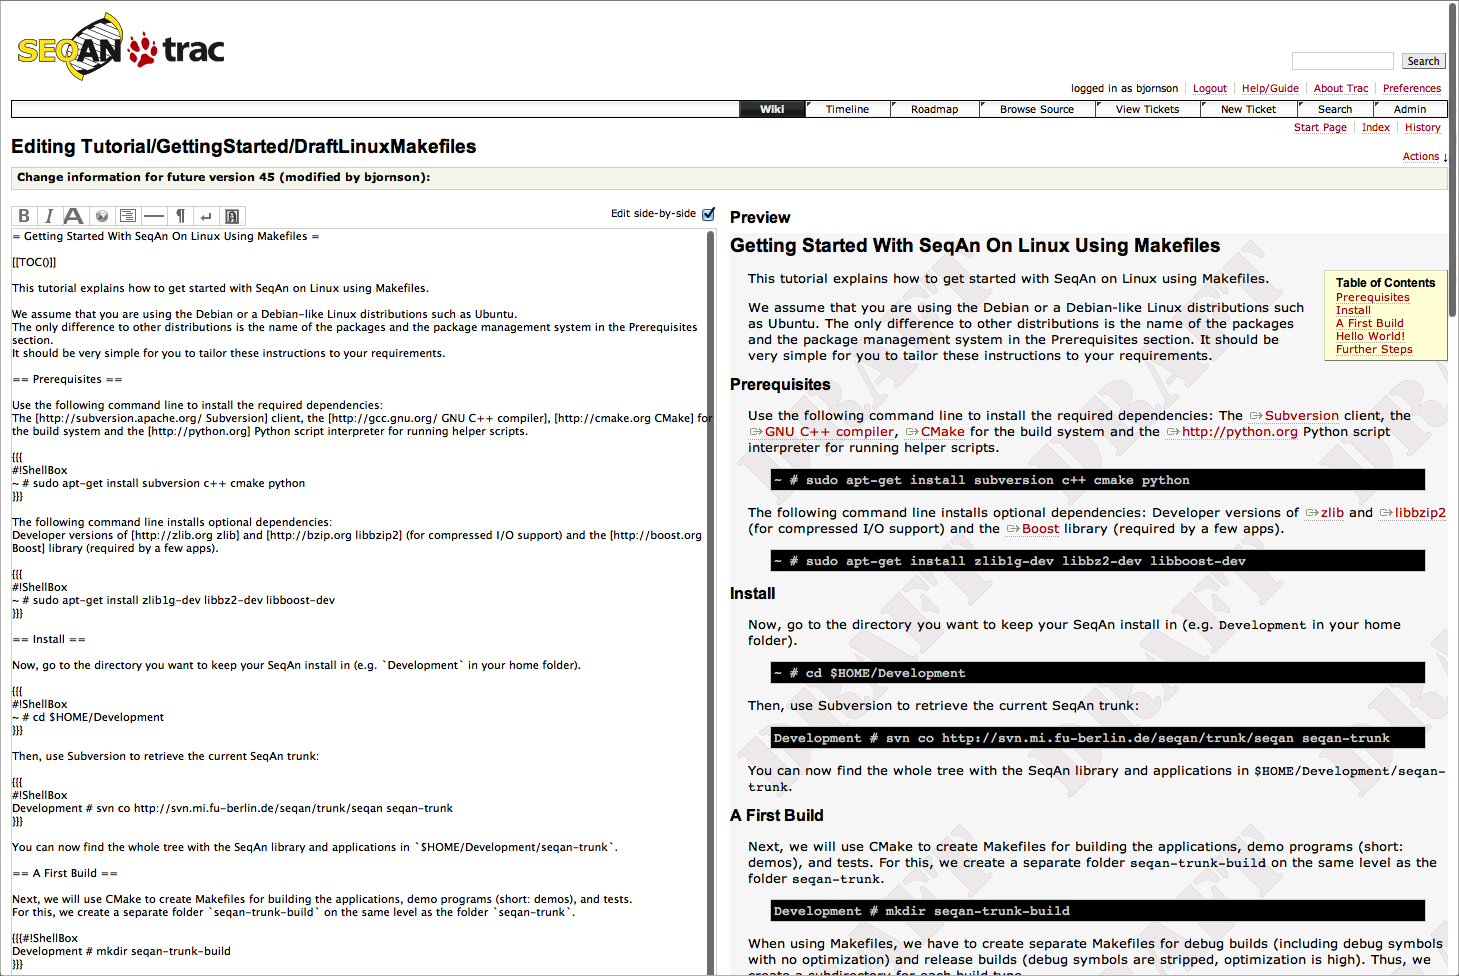 SEQAN trac
Search
logged in as bjornson Logout Help/Guide About Trac Preferences
Wiki Timeline Roadmap Browse Source View Tickets New Ticket Search Admin
Start Page Index History
Editing Tutorial/GettingStarted/DraftLinuxMakefiles
Actions ↓
Change information for future version 45 (modified by bjornson):
B I A ¶ ↵
Edit side-by-side
= Getting Started With SeqAn On Linux Using Makefiles =
[[TOC()]]
This tutorial explains how to get started with SeqAn on Linux using Makefiles.
We assume that you are using the Debian or a Debian-like Linux distributions such as Ubuntu.
The only difference to other distributions is the name of the packages and the package management system in the Prerequisites
section.
It should be very simple for you to tailor these instructions to your requirements.
== Prerequisites ==
Use the following command line to install the required dependencies:
The [http://subversion.apache.org/ Subversion] client, the [http://gcc.gnu.org/ GNU C++ compiler], [http://cmake.org CMake] for
the build system and the [http://python.org] Python script interpreter for running helper scripts.
{{{
#!ShellBox
~ # sudo apt-get install subversion c++ cmake python
}}}
The following command line installs optional dependencies:
Developer versions of [http://zlib.org zlib] and [http://bzip.org libbzip2] (for compressed I/O support) and the [http://boost.org
Boost] library (required by a few apps).
{{{
#!ShellBox
~ # sudo apt-get install zlib1g-dev libbz2-dev libboost-dev
}}}
== Install ==
Now, go to the directory you want to keep your SeqAn install in (e.g. `Development` in your home folder).
{{{
#!ShellBox
~ # cd $HOME/Development
}}}
Then, use Subversion to retrieve the current SeqAn trunk:
{{{
#!ShellBox
Development # svn co http://svn.mi.fu-berlin.de/seqan/trunk/seqan seqan-trunk
}}}
You can now find the whole tree with the SeqAn library and applications in `$HOME/Development/seqan-trunk`.
== A First Build ==
Next, we will use CMake to create Makefiles for building the applications, demo programs (short: demos), and tests.
For this, we create a separate folder `seqan-trunk-build` on the same level as the folder `seqan-trunk`.
{{{#!ShellBox
Development # mkdir seqan-trunk-build
}}}
Preview
Getting Started With SeqAn On Linux Using Makefiles
This tutorial explains how to get started with SeqAn on Linux using Makefiles.
We assume that you are using the Debian or a Debian-like Linux distributions such
as Ubuntu. The only difference to other distributions is the name of the packages
and the package management system in the Prerequisites section. It should be
very simple for you to tailor these instructions to your requirements.
Table of Contents
Prerequisites
Install
A First Build
Hello World!
Further Steps
Prerequisites
Use the following command line to install the required dependencies: The Subversion client, the
GNU C++ compiler, CMake for the build system and the http://python.org Python script
interpreter for running helper scripts.
~ # sudo apt-get install subversion c++ cmake python
The following command line installs optional dependencies: Developer versions of zlib and libbzip2
(for compressed I/O support) and the Boost library (required by a few apps).
~ # sudo apt-get install zlib1g-dev libbz2-dev libboost-dev
Install
Now, go to the directory you want to keep your SeqAn install in (e.g. Development in your home
folder).
~ # cd $HOME/Development
Then, use Subversion to retrieve the current SeqAn trunk:
Development # svn co http://svn.mi.fu-berlin.de/seqan/trunk/seqan seqan-trunk
You can now find the whole tree with the SeqAn library and applications in $HOME/Development/seqan-
trunk.
A First Build
Next, we will use CMake to create Makefiles for building the applications, demo programs (short:
demos), and tests. For this, we create a separate folder seqan-trunk-build on the same level as the
folder seqan-trunk.
Development # mkdir seqan-trunk-build
When using Makefiles, we have to create separate Makefiles for debug builds (including debug symbols
with no optimization) and release builds (debug symbols are stripped, optimization is high). Thus, we
create a subdirectory for each build type.
DRAFT